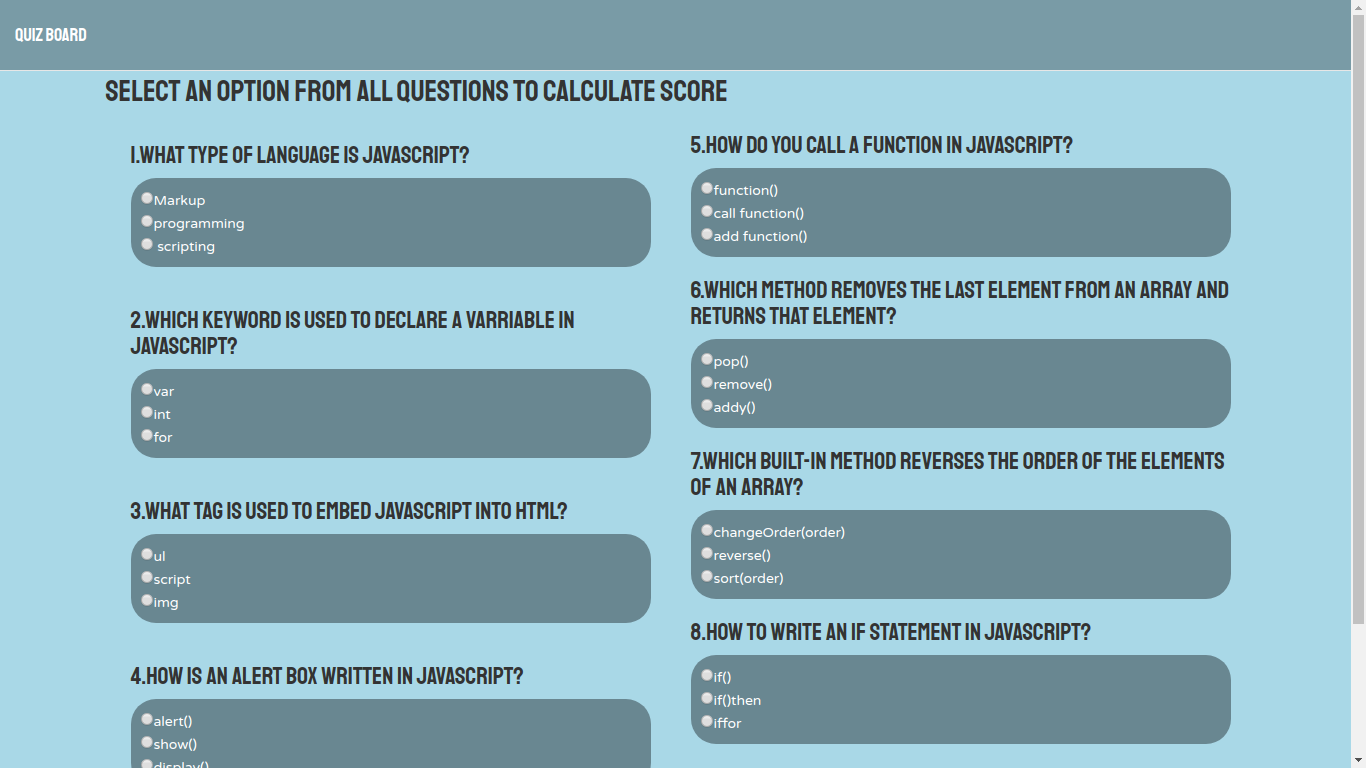 QUIZ BOARD
SELECT AN OPTION FROM ALL QUESTIONS TO CALCULATE SCORE
1.WHAT TYPE OF LANGUAGE IS JAVASCRIPT?
Markup
programming
scripting
2.WHICH KEYWORD IS USED TO DECLARE A VARRIABLE IN
JAVASCRIPT?
var
int
for
3.WHAT TAG IS USED TO EMBED JAVASCRIPT INTO HTML?
ul
script
img
4.HOW IS AN ALERT BOX WRITTEN IN JAVASCRIPT?
alert()
show()
display()
5.HOW DO YOU CALL A FUNCTION IN JAVASCRIPT?
function()
call function()
add function()
6.WHICH METHOD REMOVES THE LAST ELEMENT FROM AN ARRAY AND
RETURNS THAT ELEMENT?
pop()
remove()
addy()
7.WHICH BUILT-IN METHOD REVERSES THE ORDER OF THE ELEMENTS
OF AN ARRAY?
changeOrder(order)
reverse()
sort(order)
8.HOW TO WRITE AN IF STATEMENT IN JAVASCRIPT?
if()
if()then
iffor